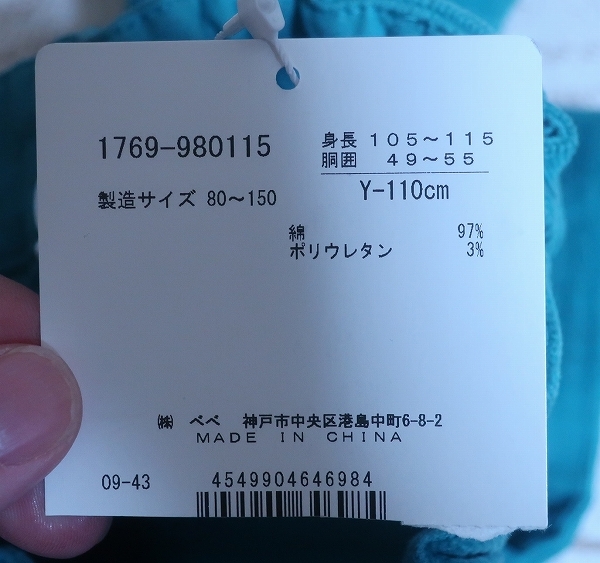 1769-980115
身長 105～115
胴囲 49～55
製造サイズ 80～150
Y-110cm
綿 97%
ポリウレタン 3%
㈱ べべ 神戸市中央区港島中町6-8-2
MADE IN CHINA
09-43
4549904646984